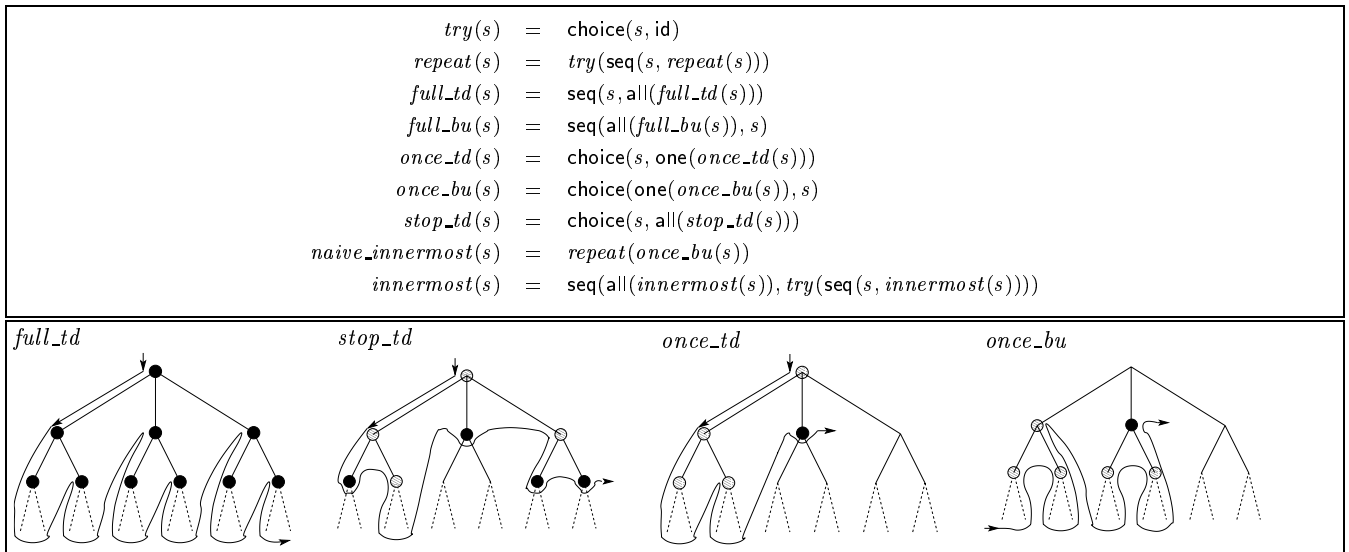 try(s) = choice(s, id)
repeat(s) = try(seq(s, repeat(s)))
full_td(s) = seq(s, all(full_td(s)))
full_bu(s) = seq(all(full_bu(s)), s)
once_td(s) = choice(s, one(once_td(s)))
once_bu(s) = choice(one(once_bu(s)), s)
stop_td(s) = choice(s, all(stop_td(s)))
naive_innermost(s) = repeat(once_bu(s))
innermost(s) = seq(all(innermost(s)), try(seq(s, innermost(s))))
full_td stop_td once_td once_bu